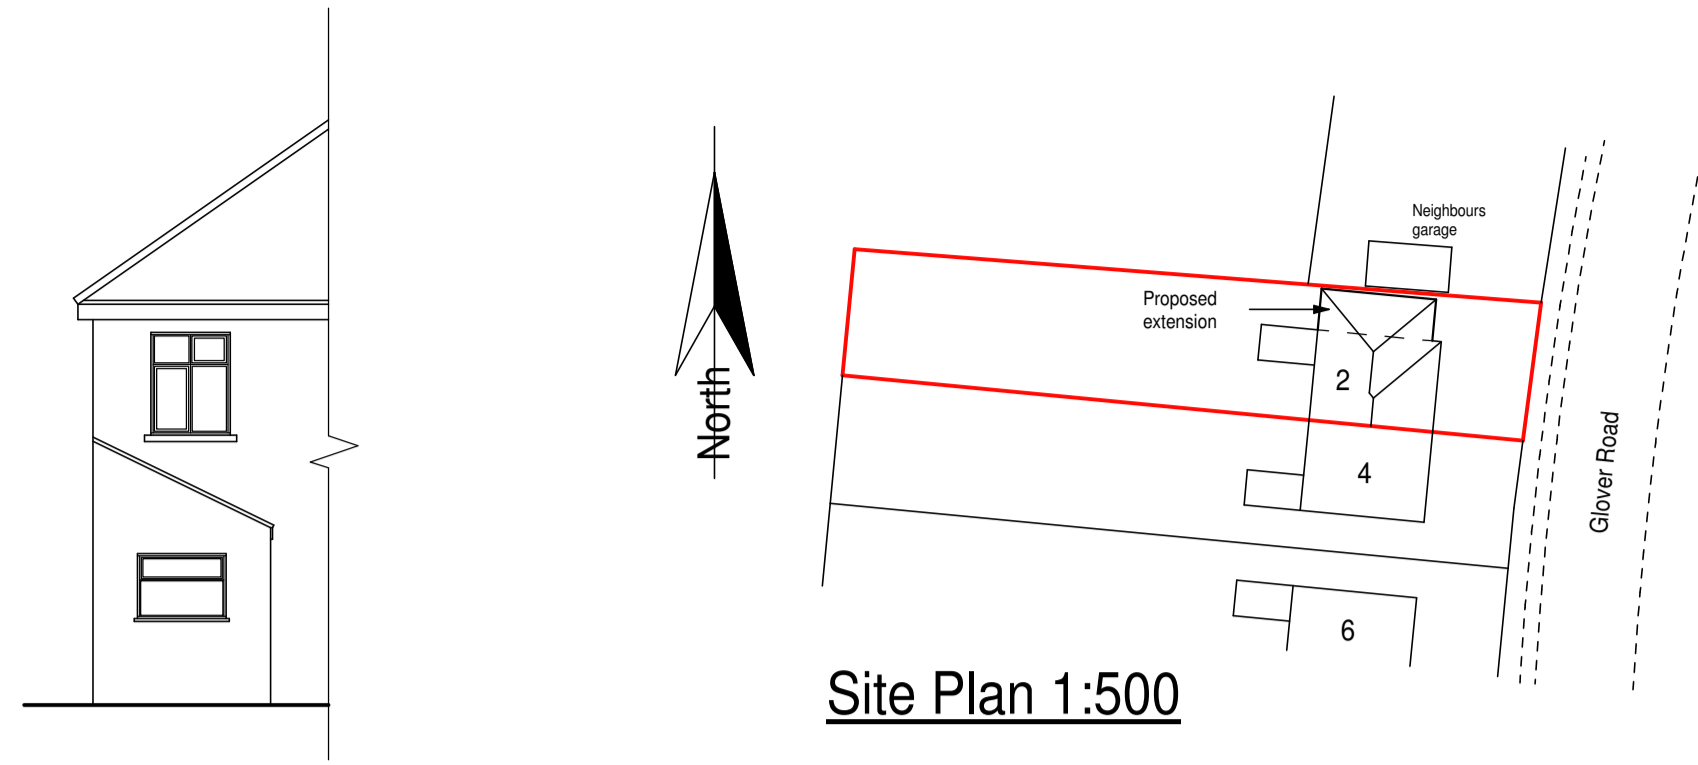 North
Neighbours
garage
Proposed
extension
2
4
6
Glover Road
Site Plan 1:500